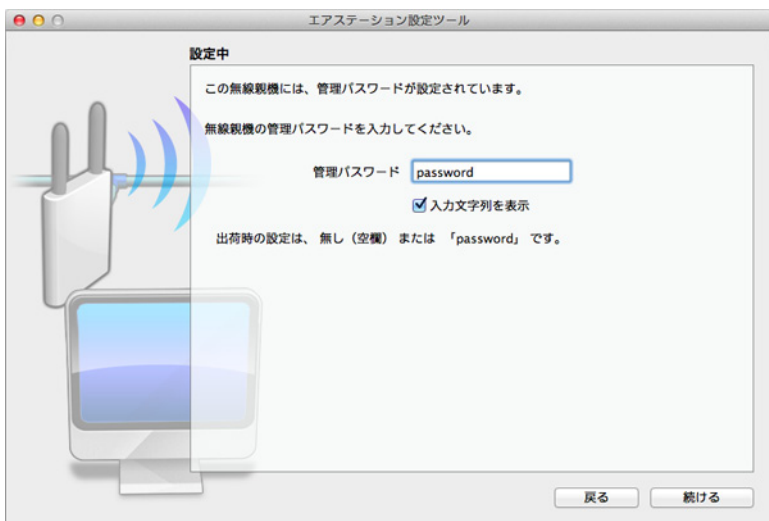 エアステーション設定ツール
設定中
この無線親機には、管理パスワードが設定されています。
無線親機の管理パスワードを入力してください。
管理パスワード password
入力文字列を表示
出荷時の設定は、 無し（空欄） または 「password」 です。
戻る 続ける